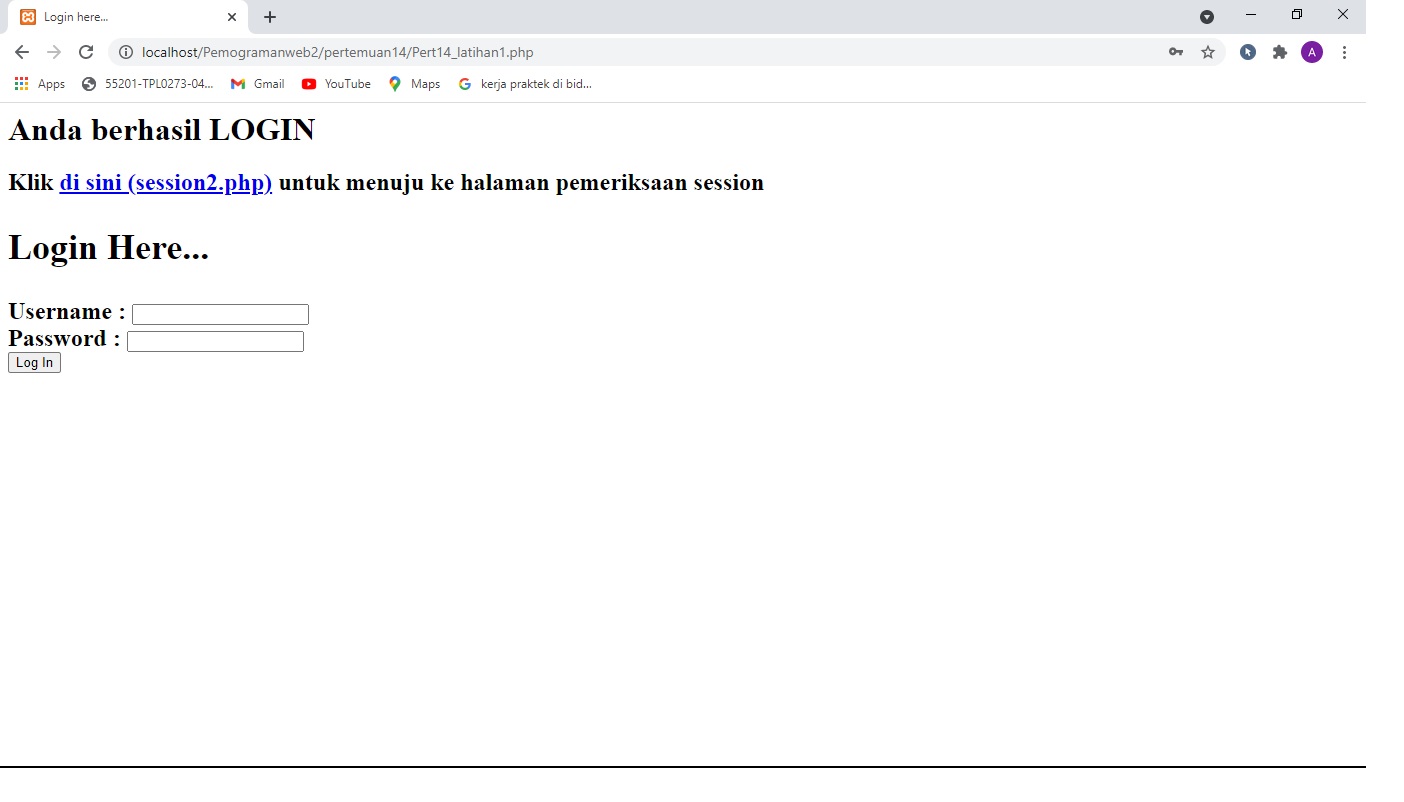 Login here...
localhost/Pemogramanweb2/pertemuan14/Pert14_latihan1.php
A
Apps 55201-TPL0273-04... Gmail YouTube Maps kerja praktek di bid...
Anda berhasil LOGIN
Klik di sini (session2.php) untuk menuju ke halaman pemeriksaan session
Login Here...
Username :
Password :
Log In